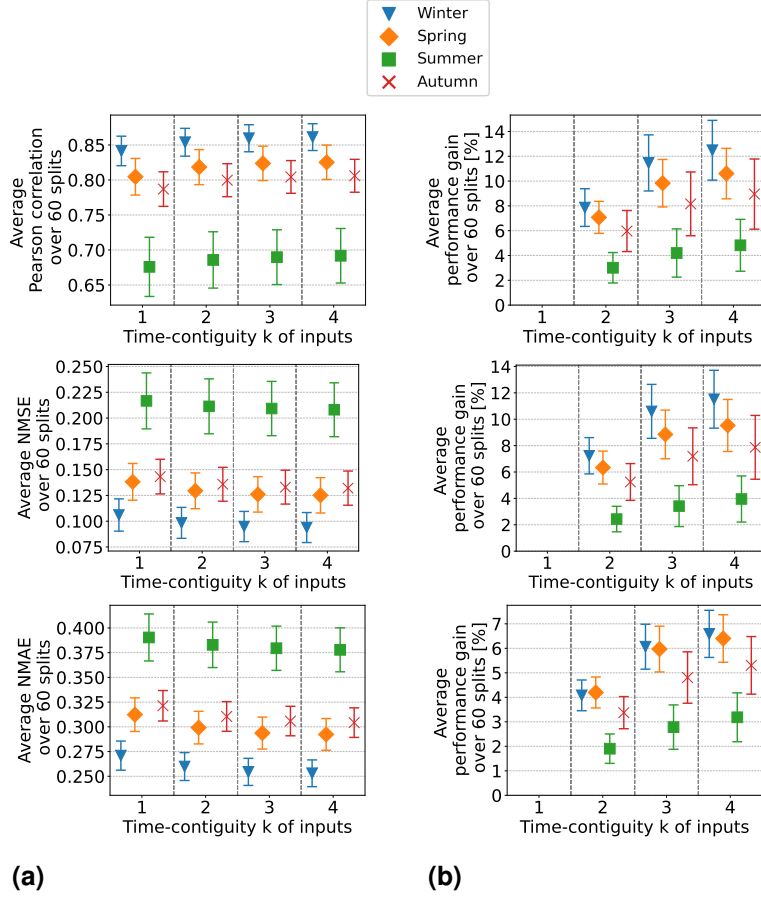 Winter
Spring
Summer
Autumn
Average
Pearson correlation
over 60 splits
0.85
0.80
0.75
0.70
0.65
1 2 3 4
Time-contiguity k of inputs
Average
performance gain
over 60 splits [%]
14
12
10
8
6
4
2
0
1 2 3 4
Time-contiguity k of inputs
Average NMSE
over 60 splits
0.250
0.225
0.200
0.175
0.150
0.125
0.100
0.075
1 2 3 4
Time-contiguity k of inputs
Average
performance gain
over 60 splits [%]
14
12
10
8
6
4
2
0
1 2 3 4
Time-contiguity k of inputs
Average NMAE
over 60 splits
0.400
0.375
0.350
0.325
0.300
0.275
0.250
1 2 3 4
Time-contiguity k of inputs
Average
performance gain
over 60 splits [%]
7
6
5
4
3
2
1
0
1 2 3 4
Time-contiguity k of inputs
(a) (b)